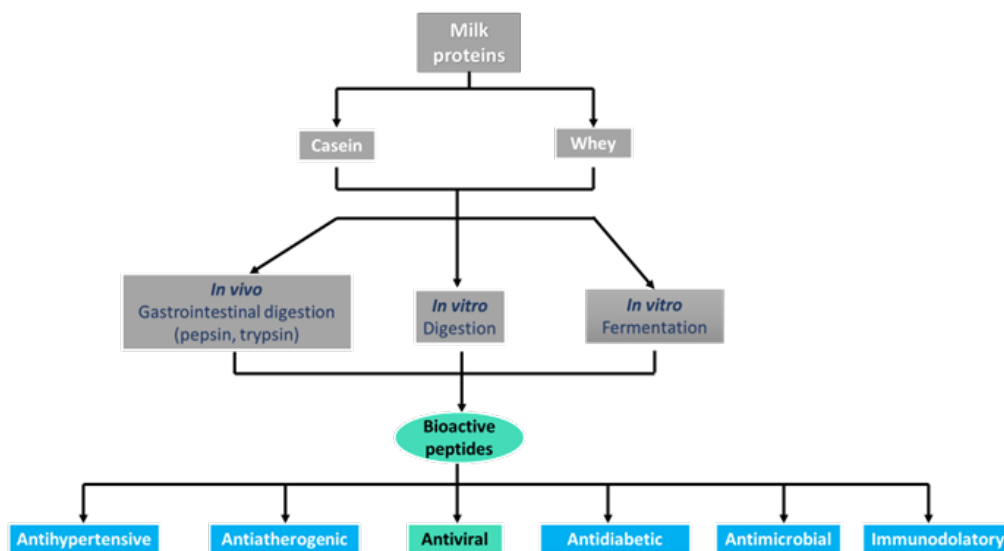 Milk
proteins
Casein
Whey
In vivo
Gastrointestinal digestion
(pepsin, trypsin)
In vitro
Digestion
In vitro
Fermentation
Bioactive
peptides
Antihypertensive
Antiatherogenic
Antiviral
Antidiabetic
Antimicrobial
Immunodolatory